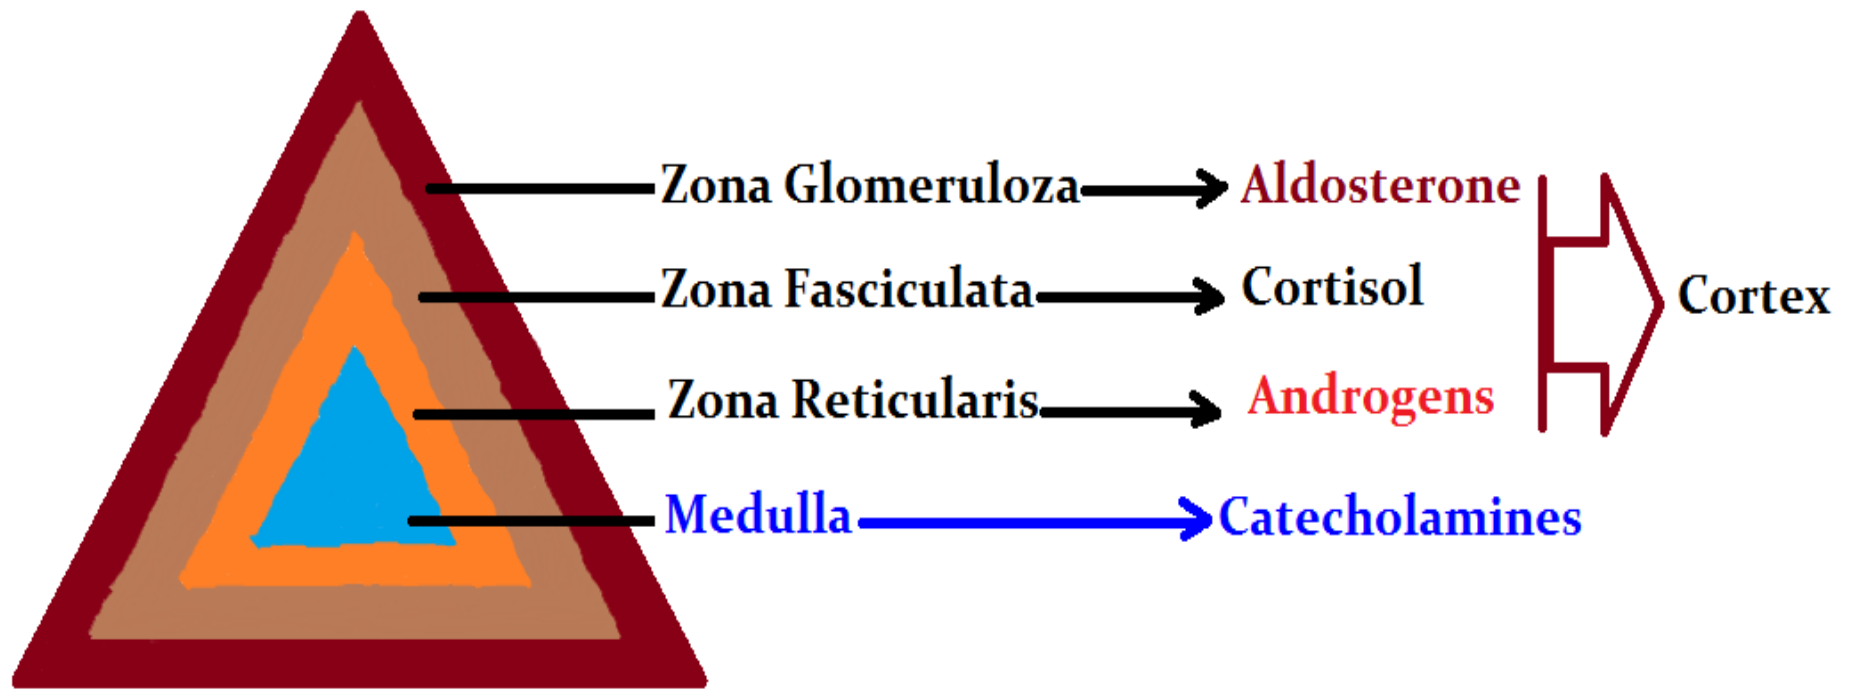 Zona Glomeruloza Aldosterone
Zona Fasciculata Cortisol
Cortex
Zona Reticularis Androgens
Medulla Catecholamines